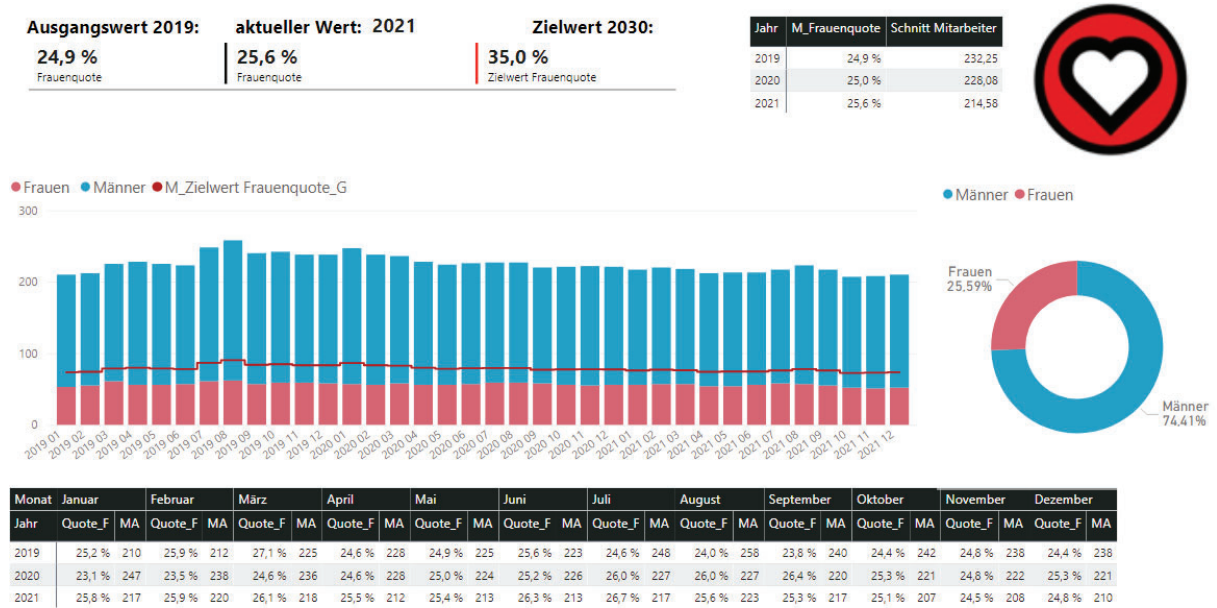 Ausgangswert 2019: aktueller Wert: 2021 Zielwert 2030:
24,9 % 25,6 % 35,0 %
Frauenquote Frauenquote Zielwert Frauenquote
Jahr M_Frauenquote Schnitt Mitarbeiter
2019 24,9 % 232,25
2020 25,0 % 228,08
2021 25,6 % 214,58
Frauen Männer M_Zielwert Frauenquote_G
300
200
100
0
2019 01 2019 02 2019 03 2019 04 2019 05 2019 06 2019 07 2019 08 2019 09 2019 10 2019 11 2019 12 2020 01 2020 02 2020 03 2020 04 2020 05 2020 06 2020 07 2020 08 2020 09 2020 10 2020 11 2020 12 2021 01 2021 02 2021 03 2021 04 2021 05 2021 06 2021 07 2021 08 2021 09 2021 10 2021 11 2021 12
Männer Frauen
Frauen
25,59%
Männer
74,41%
Monat Januar Februar März April Mai Juni Juli August September Oktober November Dezember
Jahr Quote_F MA Quote_F MA Quote_F MA Quote_F MA Quote_F MA Quote_F MA Quote_F MA Quote_F MA Quote_F MA Quote_F MA Quote_F MA Quote_F MA
2019 25,2 % 210 25,9 % 212 27,1 % 225 24,6 % 228 24,9 % 225 25,6 % 223 24,6 % 248 24,0 % 258 23,8 % 240 24,4 % 242 24,8 % 238 24,4 % 238
2020 23,1 % 247 23,5 % 238 24,6 % 236 24,6 % 228 25,0 % 224 25,2 % 226 26,0 % 227 26,0 % 227 26,4 % 220 25,3 % 221 24,8 % 222 25,3 % 221
2021 25,8 % 217 25,9 % 220 26,1 % 218 25,5 % 212 25,4 % 213 26,3 % 213 26,7 % 217 25,6 % 223 25,3 % 217 25,1 % 207 24,5 % 208 24,8 % 210